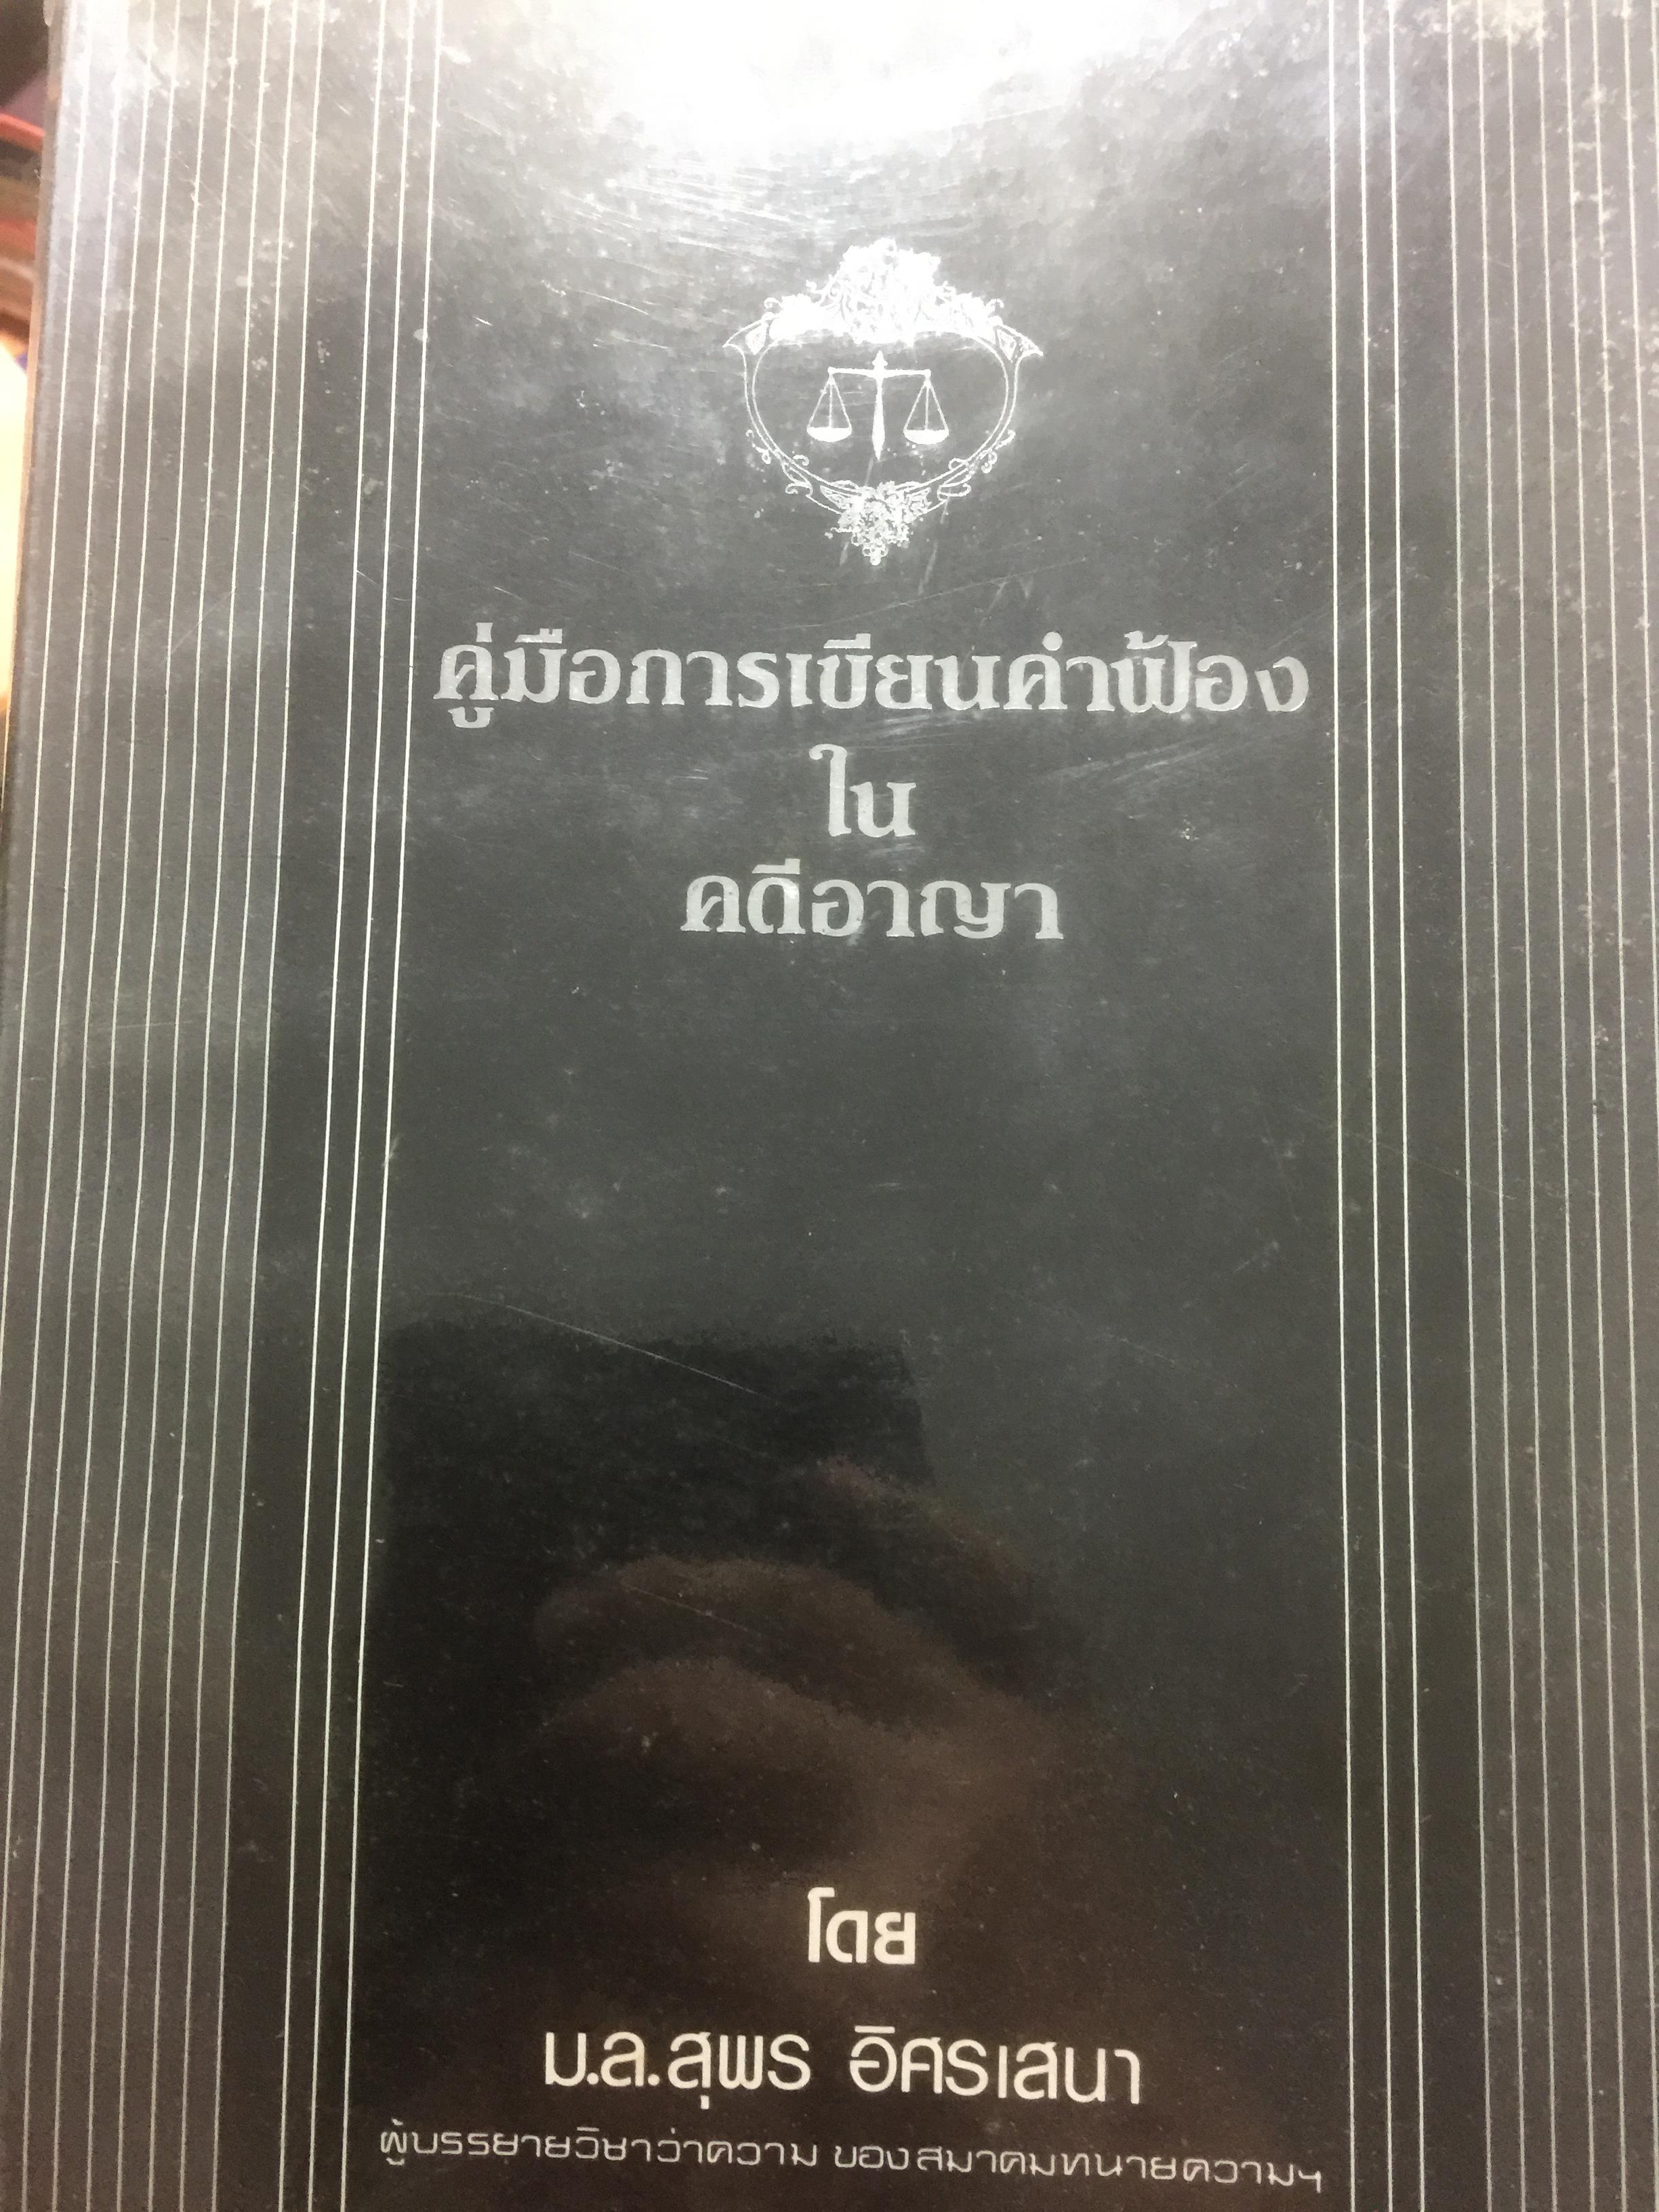 คู่มือการเขียนคำฟ้อง
ใน
คดีอาญา
โดย
ม.ล.สุพร อิศรเสนา
ผู้บรรยายวิชาว่าความ ของสมาคมทนายความฯ